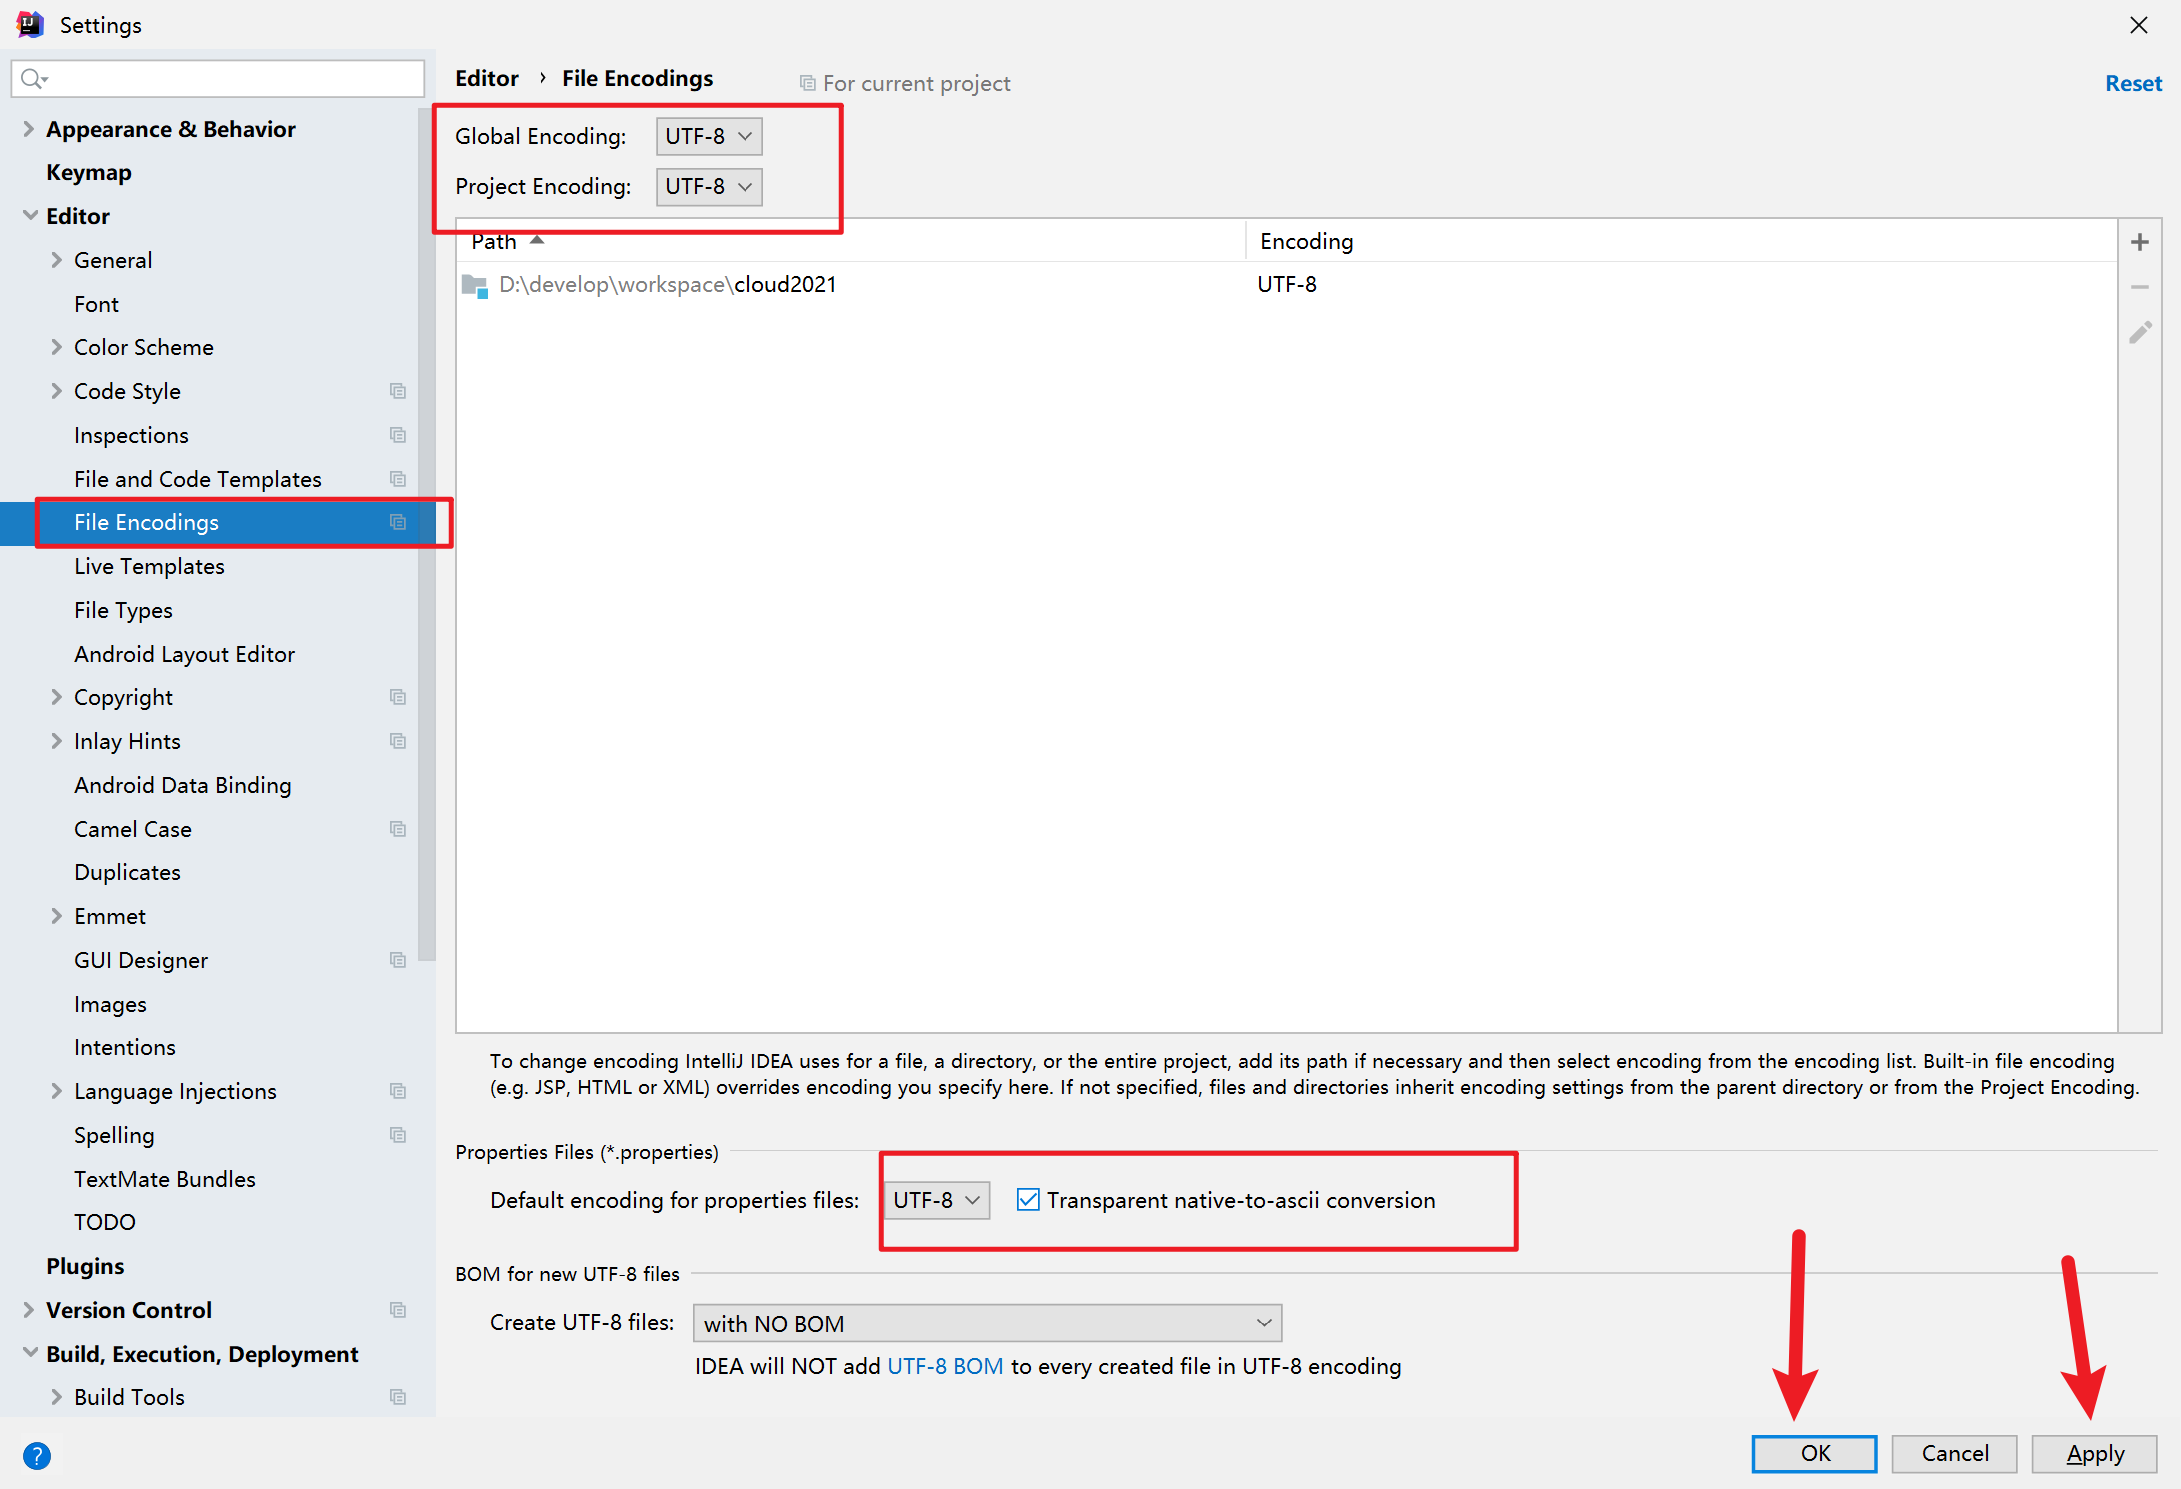 Settings
Editor › File Encodings
For current project
Reset
Appearance & Behavior
Keymap
Editor
General
Font
Color Scheme
Code Style
Inspections
File and Code Templates
File Encodings
Live Templates
File Types
Android Layout Editor
Copyright
Inlay Hints
Android Data Binding
Camel Case
Duplicates
Emmet
GUI Designer
Images
Intentions
Language Injections
Spelling
TextMate Bundles
TODO
Plugins
Version Control
Build, Execution, Deployment
Build Tools
Global Encoding: UTF-8
Project Encoding: UTF-8
Path Encoding
D:\develop\workspace\cloud2021 UTF-8
To change encoding IntelliJ IDEA uses for a file, a directory, or the entire project, add its path if necessary and then select encoding from the encoding list. Built-in file encoding
(e.g. JSP, HTML or XML) overrides encoding you specify here. If not specified, files and directories inherit encoding settings from the parent directory or from the Project Encoding.
Properties Files (*.properties)
Default encoding for properties files: UTF-8 Transparent native-to-ascii conversion
BOM for new UTF-8 files
Create UTF-8 files: with NO BOM
IDEA will NOT add UTF-8 BOM to every created file in UTF-8 encoding
?
OK
Cancel
Apply